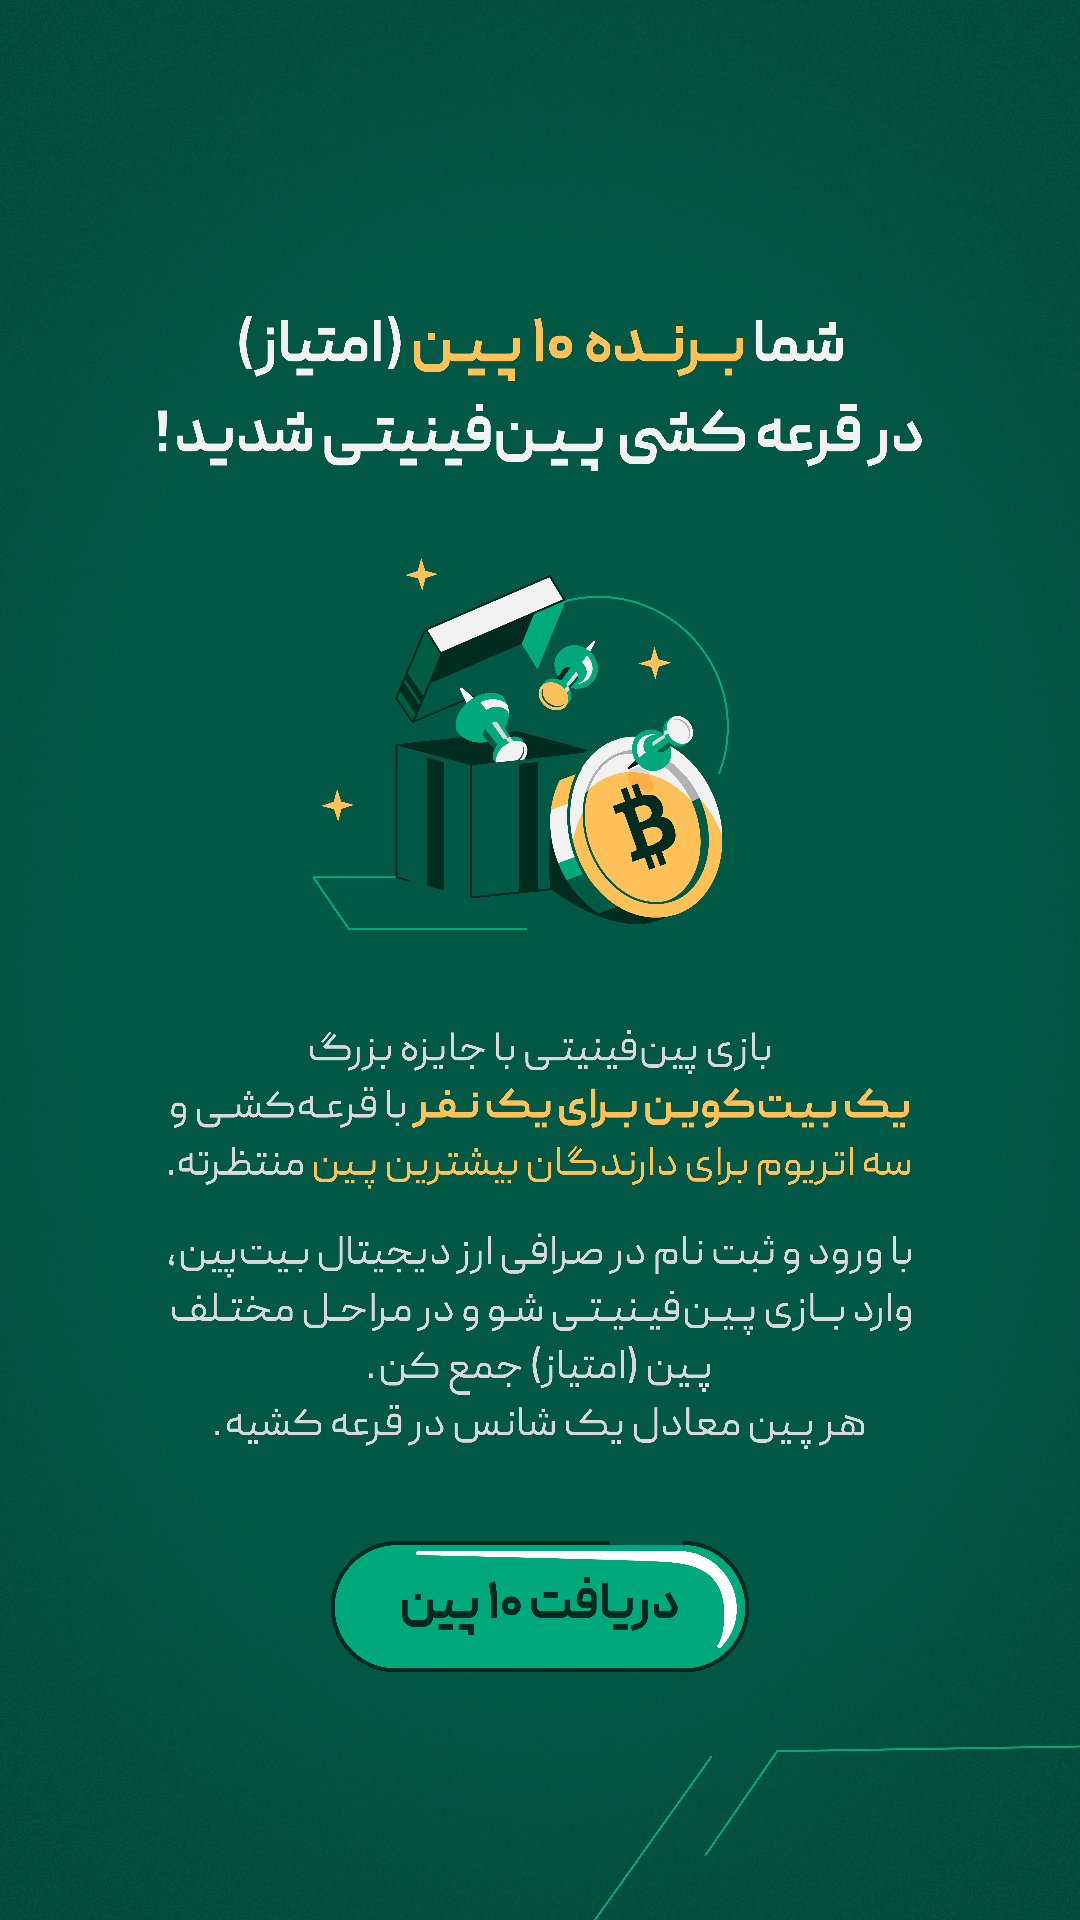 شما برنده ۱۰ پین (امتیاز)
در قرعه کشی پین‌فینیتی شدید!
بازی پین‌فینیتی با جایزه بزرگ
یک بیت‌کوین برای یک نفر با قرعه‌کشی و
سه اتریوم برای دارندگان بیشترین پین منتظرته.
با ورود و ثبت نام در صرافی ارز دیجیتال بیت‌پین،
وارد بازی پین‌فینیتی شو و در مراحل مختلف
پین (امتیاز) جمع کن.
هر پین معادل یک شانس در قرعه کشیه.
دریافت ۱۰ پین